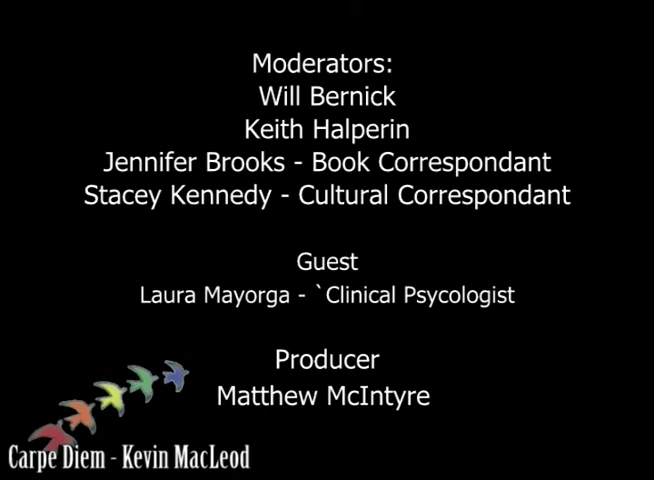 Moderators:
Will Bernick
Keith Halperin
Jennifer Brooks - Book Correspondant
Stacey Kennedy - Cultural Correspondant
Guest
Laura Mayorga - `Clinical Psycologist
Producer
Matthew McIntyre
Carpe Diem - Kevin MacLeod